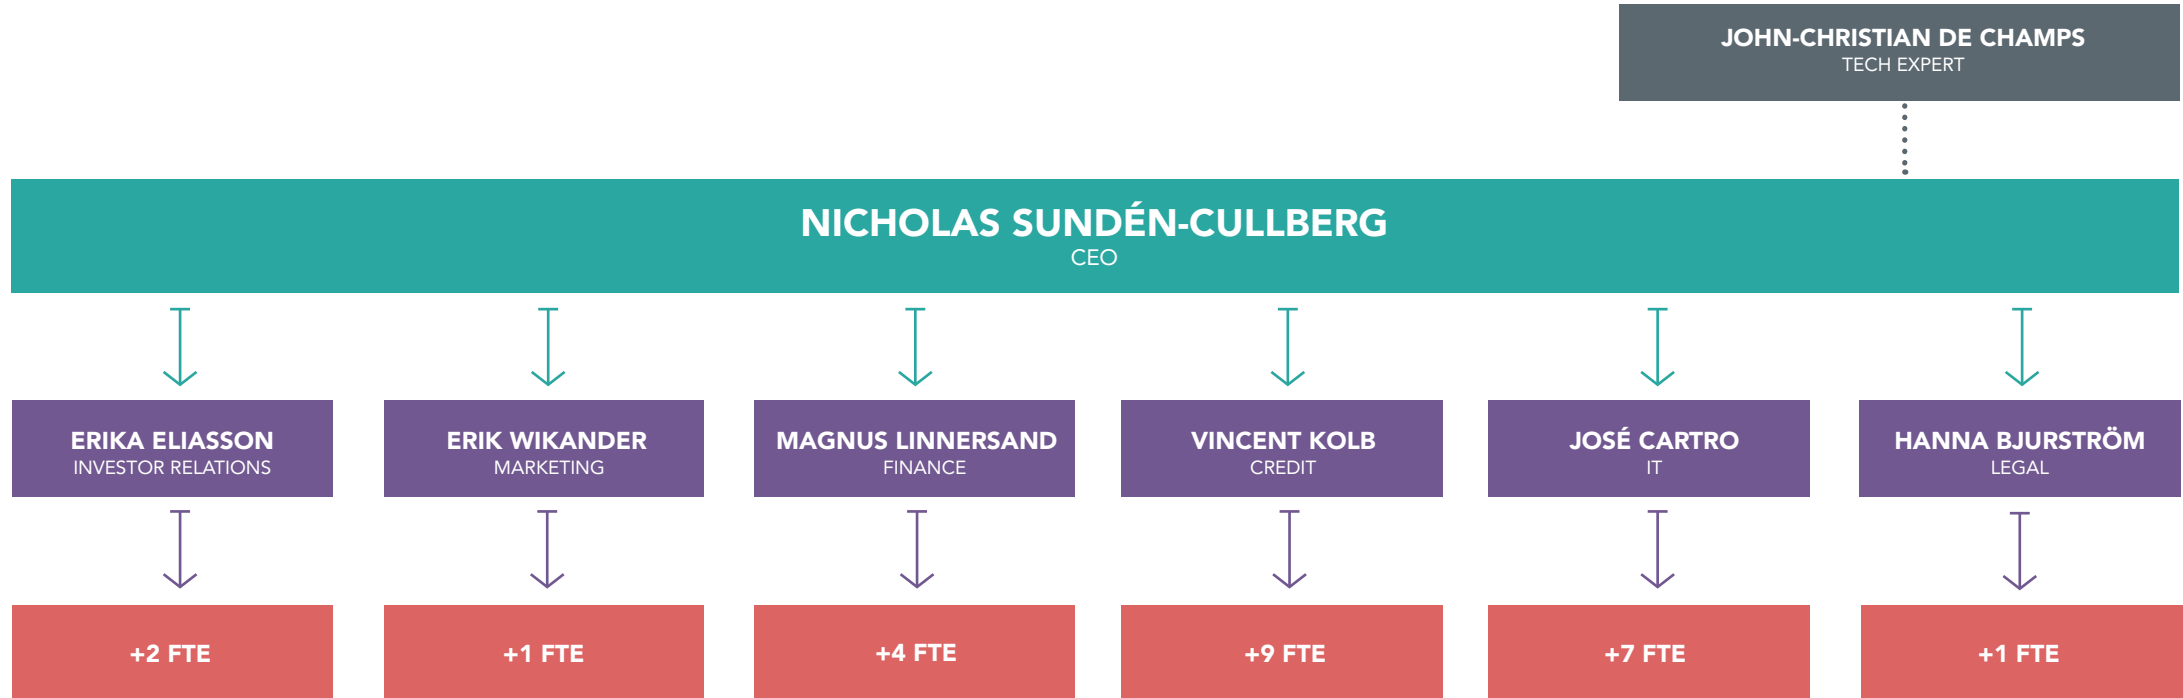 JOHN-CHRISTIAN DE CHAMPS
TECH EXPERT
NICHOLAS SUNDÉN-CULLBERG
CEO
ERIKA ELIASSON
INVESTOR RELATIONS
ERIK WIKANDER
MARKETING
MAGNUS LINNERSAND
FINANCE
VINCENT KOLB
CREDIT
JOSÉ CARTRO
IT
HANNA BJURSTRÖM
LEGAL
+2 FTE
+1 FTE
+4 FTE
+9 FTE
+7 FTE
+1 FTE